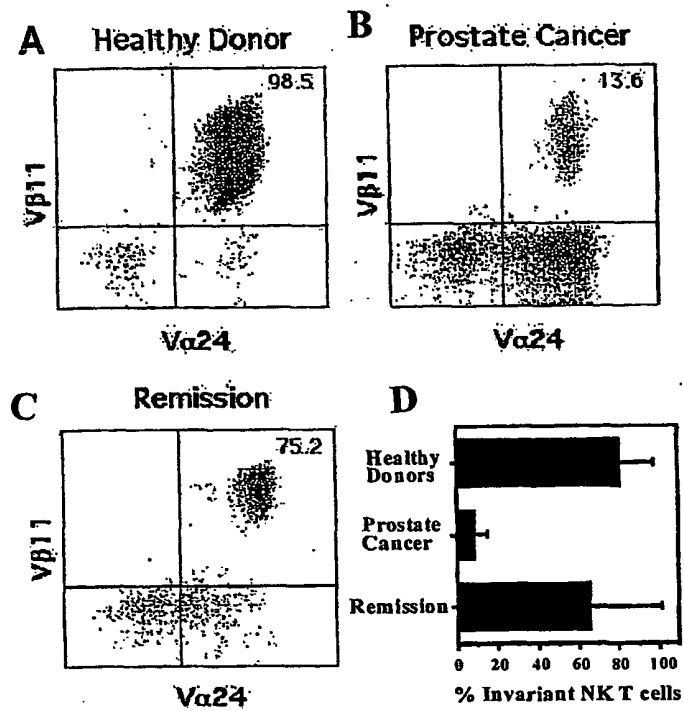 A
Healthy Donor
98.5
Vβ11
Vα24
B
Prostate Cancer
13.6
Vβ11
Vα24
C
Remission
75.2
Vβ11
Vα24
D
Healthy
Donors
Prostate
Cancer
Remission
0 20 40 60 80 100
% Invariant NK T cells